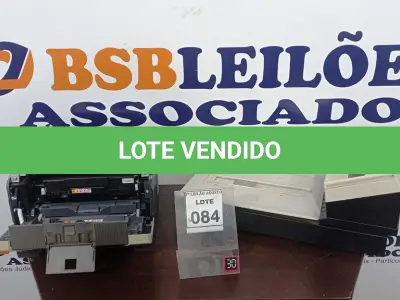 BSBLEILÕE
ASSOCIADO
LOTE VENDIDO
LOTE
084
30